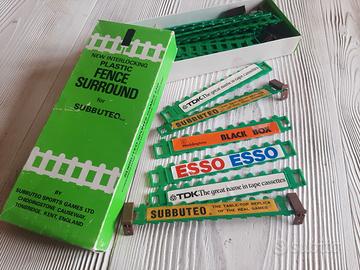 NEW INTERLOCKING
PLASTIC
FENCE
SURROUND
for
SUBBUTEO
BY
SUBBUTEO SPORTS GAMES LTD
CHIDDINGSTONE CAUSEWAY
TONBRIDGE, KENT, ENGLAND
TDK The great name in tape cassettes
SUBBUTEO
BLACK BOX
ESSO ESSO
TDK The great name in tape cassettes
SUBBUTEO THE TABLE-TOP REPLICA
OF THE REAL GAMES